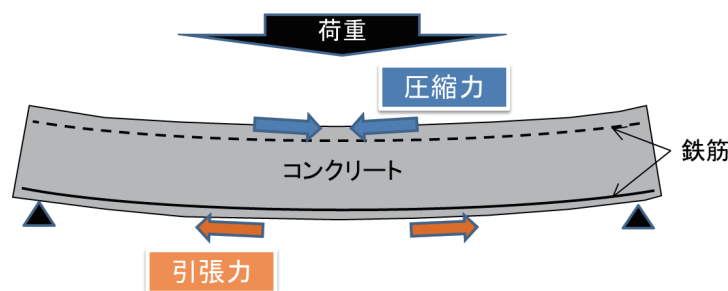 荷重
圧縮力
鉄筋
コンクリート
引張力